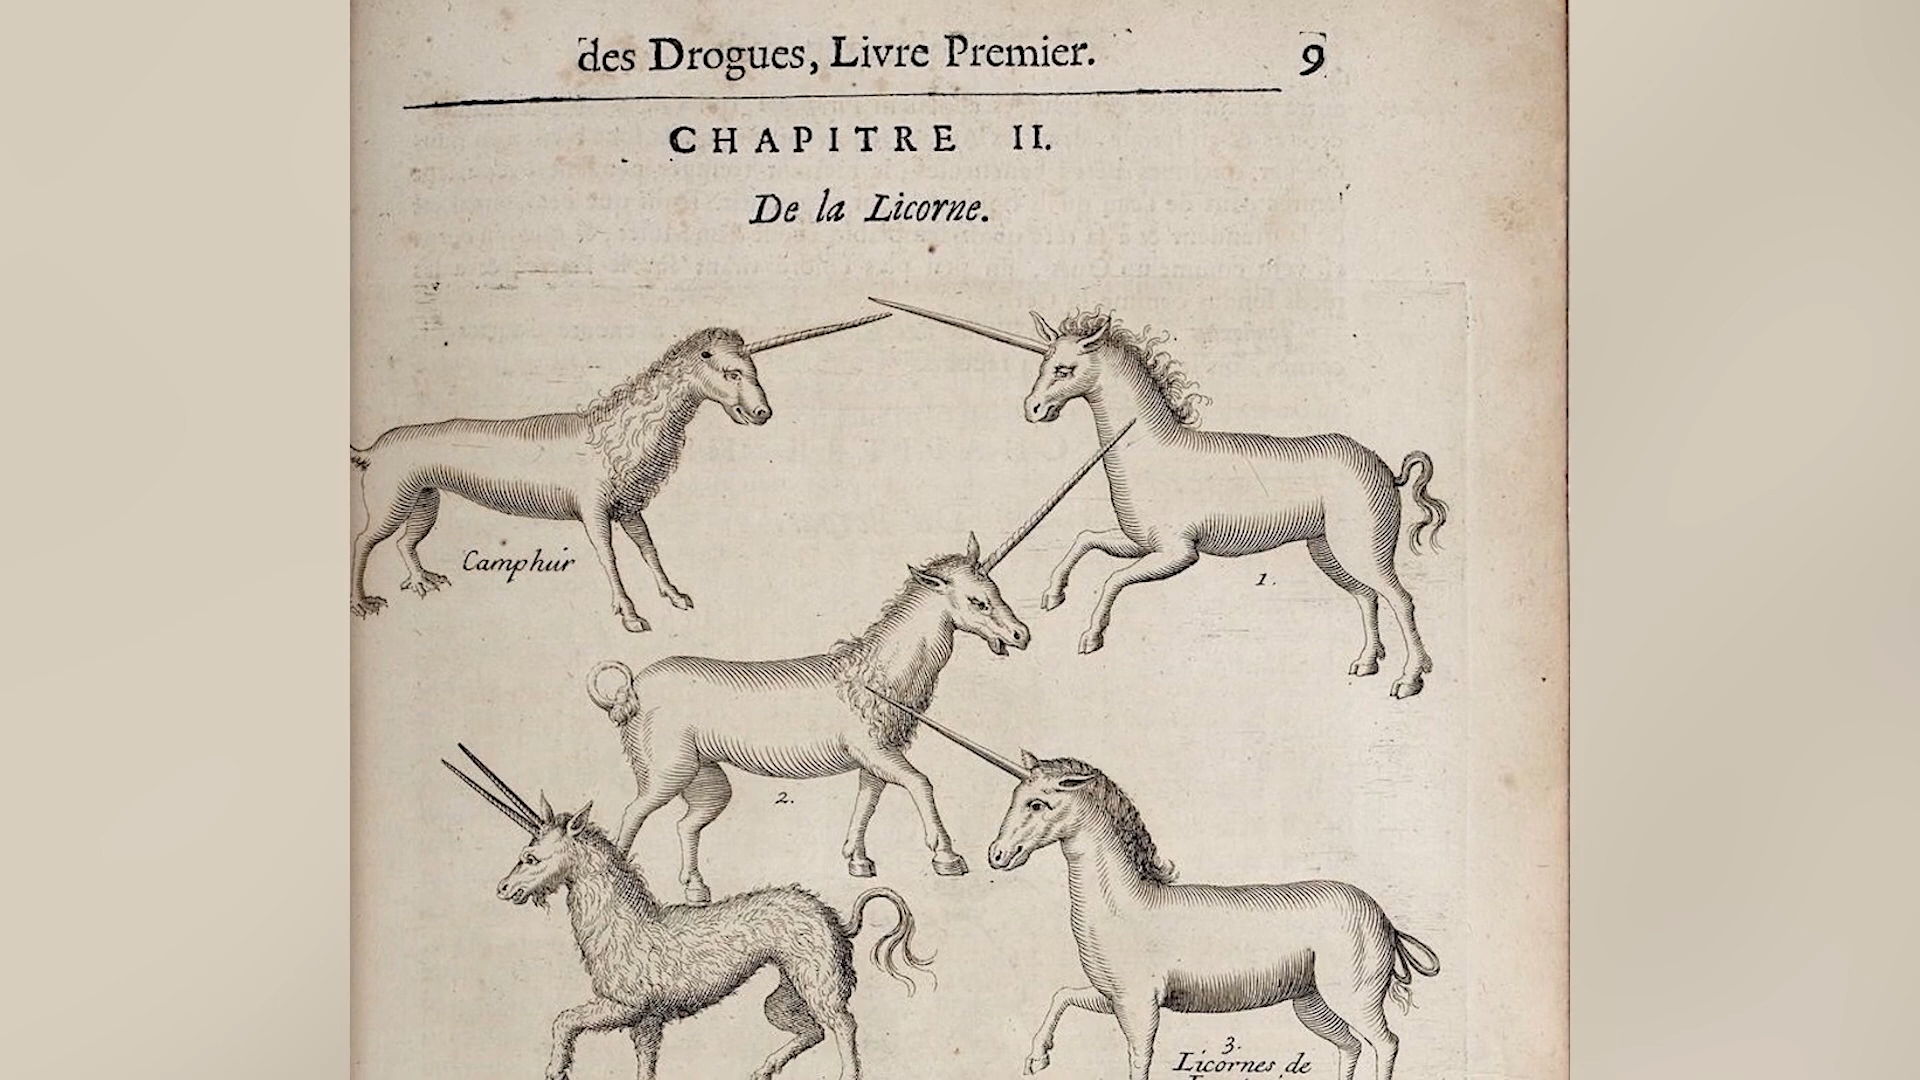 des Drogues, Livre Premier. 9
CHAPITRE II.
De la Licorne.
Camphur
1.
2.
3.
Licornes de